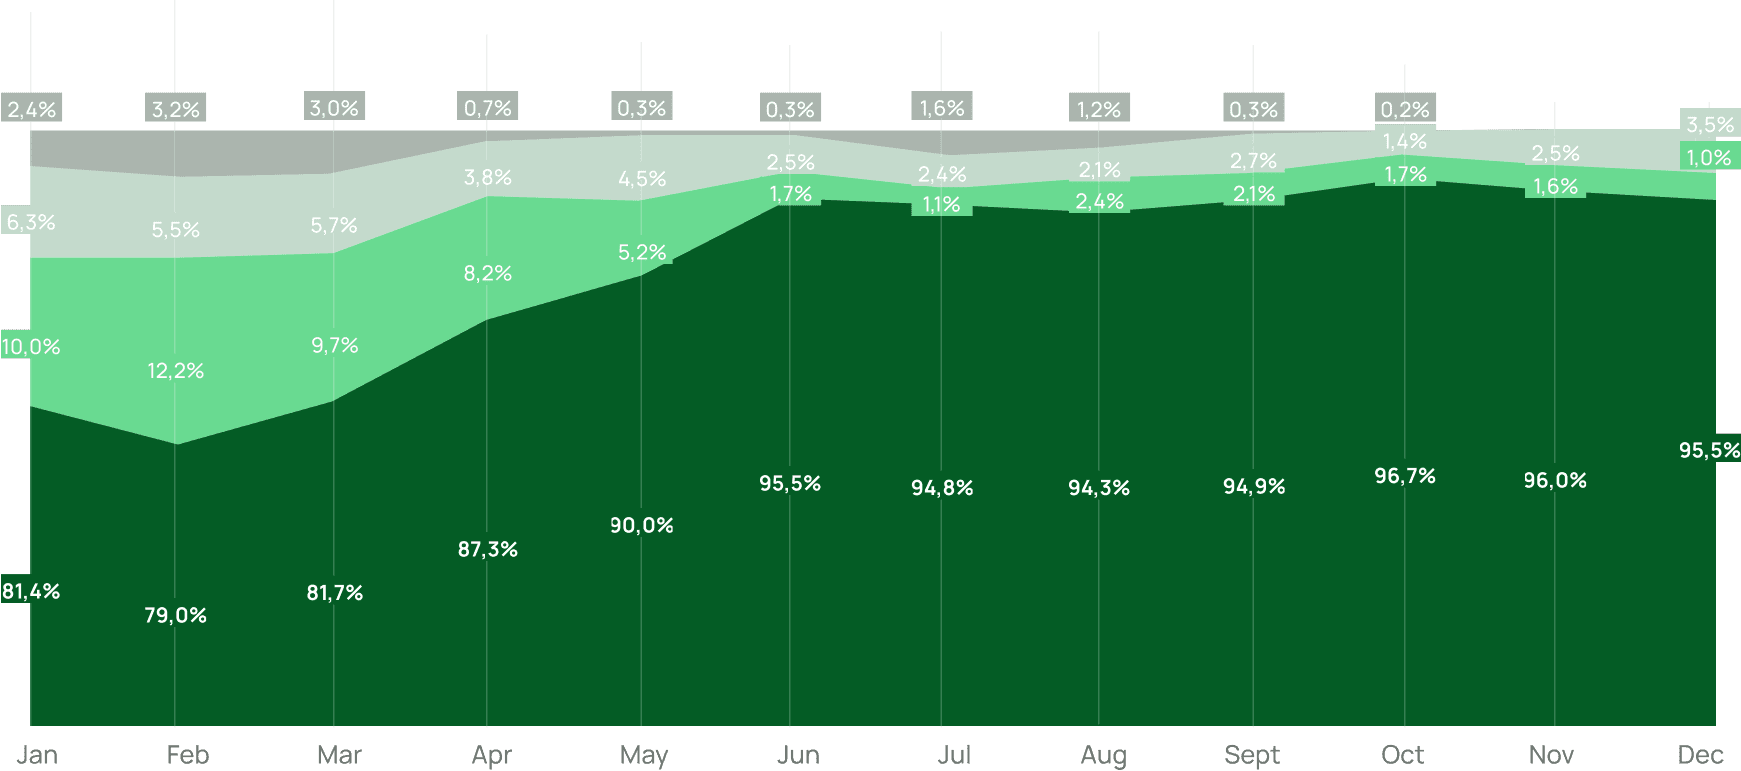 2,4% 3,2% 3,0% 0,7% 0,3% 0,3% 1,6% 1,2% 0,3% 0,2%
3,5%
1,4%
2,5%
1,0%
6,3% 5,5% 5,7% 3,8% 4,5% 2,5% 2,4% 2,1% 2,7%
10,0% 12,2% 9,7% 8,2% 5,2% 1,7% 1,1% 2,4% 2,1% 1,7% 1,6%
81,4% 79,0% 81,7% 87,3% 90,0% 95,5% 94,8% 94,3% 94,9% 96,7% 96,0% 95,5%
Jan Feb Mar Apr May Jun Jul Aug Sept Oct Nov Dec